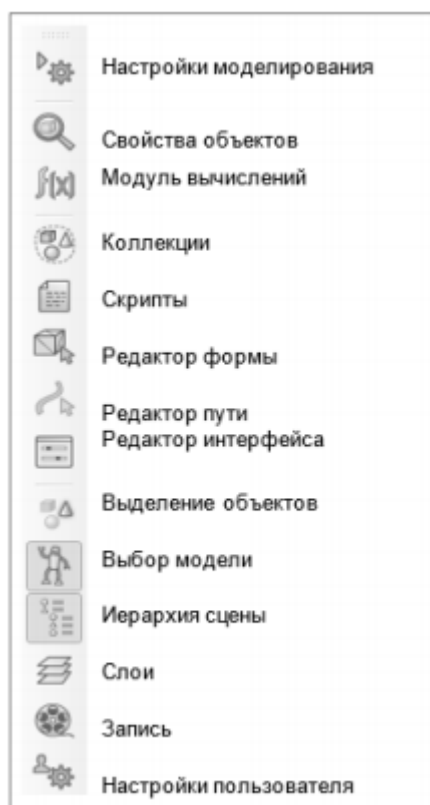 Настройки моделирования
Свойства объектов
f(x) Модуль вычислений
Коллекции
Скрипты
Редактор формы
Редактор пути
Редактор интерфейса
Выделение объектов
Выбор модели
Иерархия сцены
Слои
Запись
Настройки пользователя